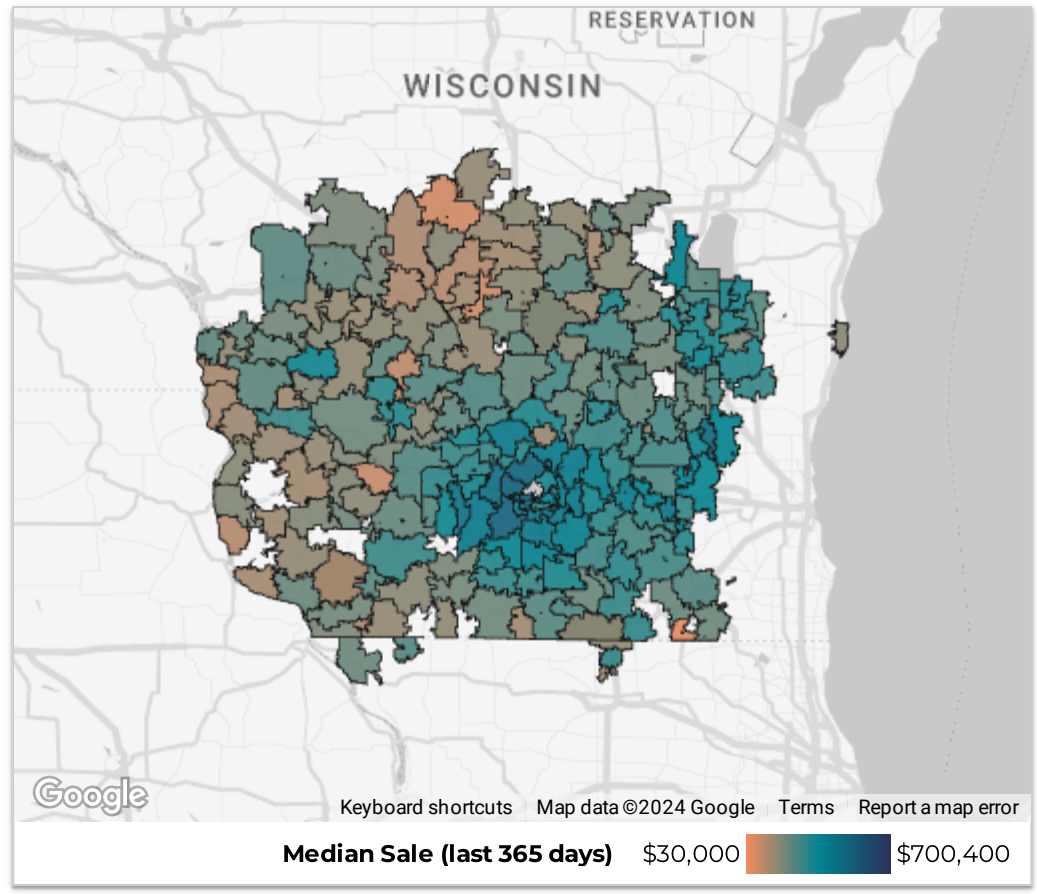 RESERVATION
WISCONSIN
Google
Keyboard shortcuts Map data ©2024 Google Terms Report a map error
Median Sale (last 365 days) $30,000 $700,400